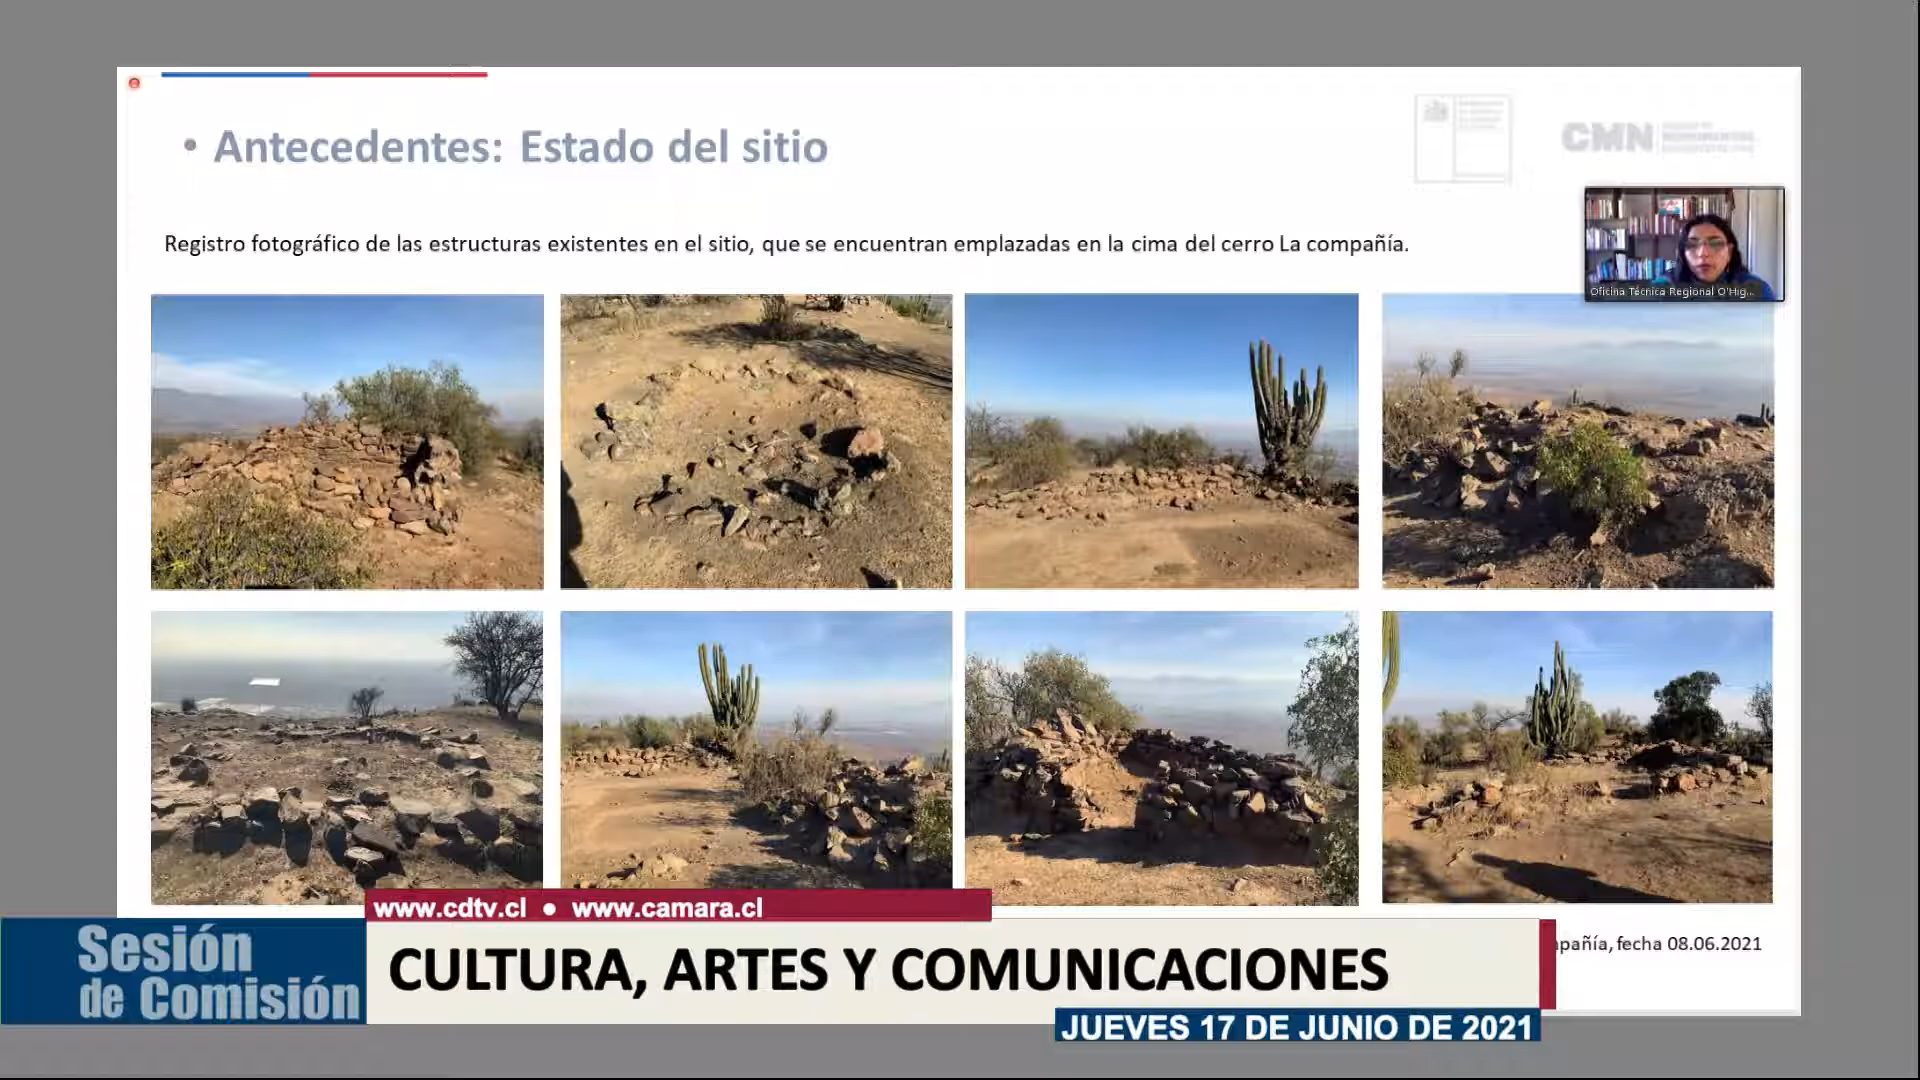 • Antecedentes: Estado del sitio
CMN
Registro fotográfico de las estructuras existentes en el sitio, que se encuentran emplazadas en la cima del cerro La compañía.
Oficina Técnica Regional O'Hig...
www.cdtv.cl • www.camara.cl
Sesión
de Comisión
CULTURA, ARTES Y COMUNICACIONES
fecha 08.06.2021
JUEVES 17 DE JUNIO DE 2021